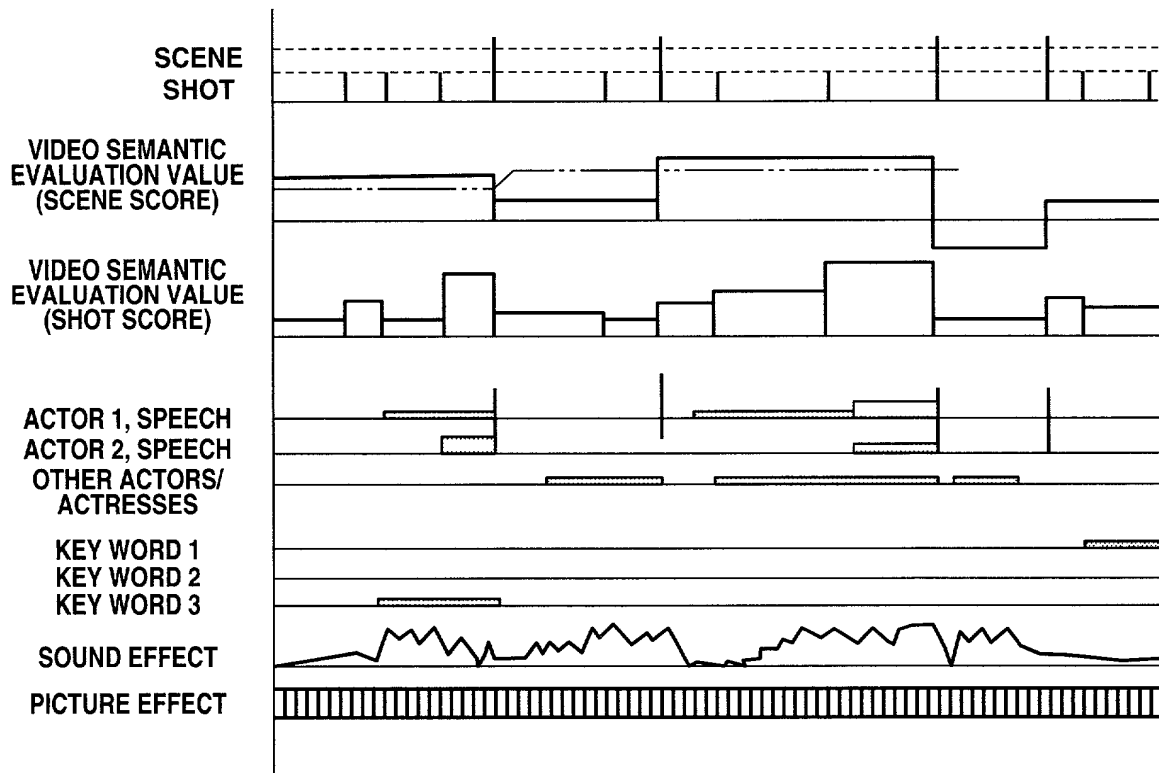 SCENE
SHOT
VIDEO SEMANTIC
EVALUATION VALUE
(SCENE SCORE)
VIDEO SEMANTIC
EVALUATION VALUE
(SHOT SCORE)
ACTOR 1, SPEECH
ACTOR 2, SPEECH
OTHER ACTORS/
ACTRESSES
KEY WORD 1
KEY WORD 2
KEY WORD 3
SOUND EFFECT
PICTURE EFFECT